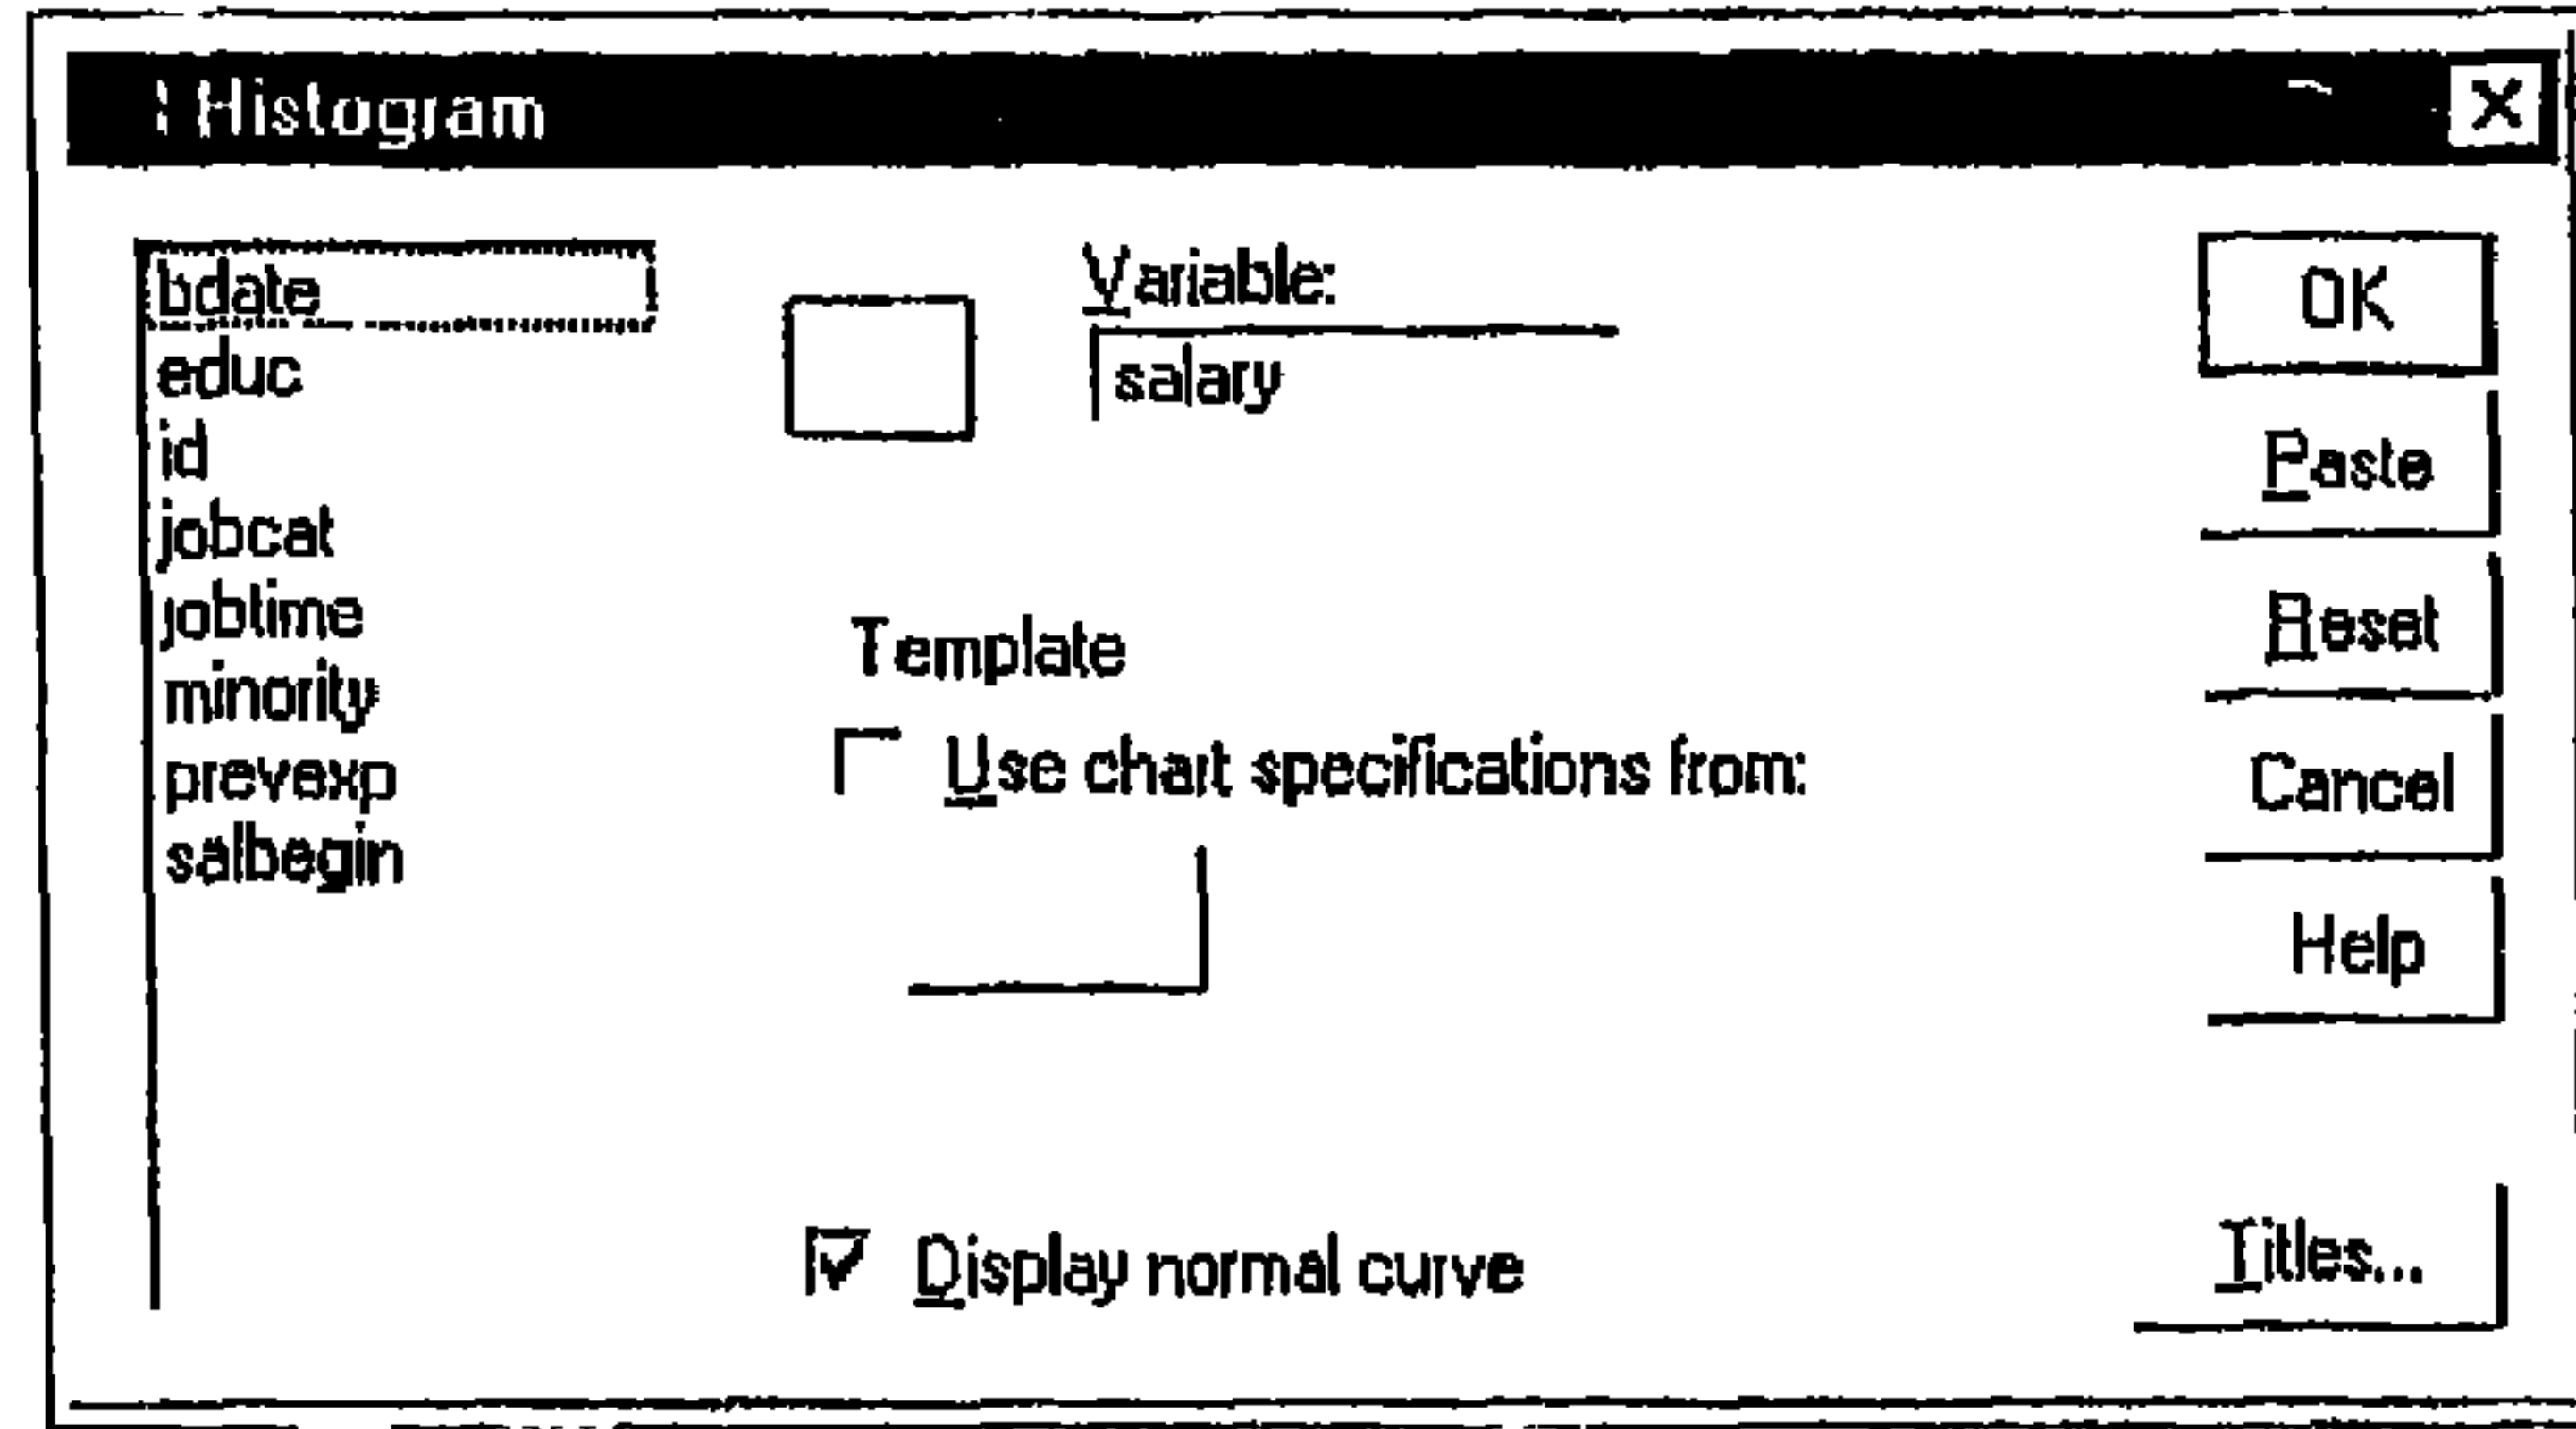 Histogram
bdate
educ
id
jobcat
jobtime
minority
prevexp
salbegin
Variable:
salary
Template
Use chart specifications from:
Display normal curve
OK
Paste
Reset
Cancel
Help
Titles...